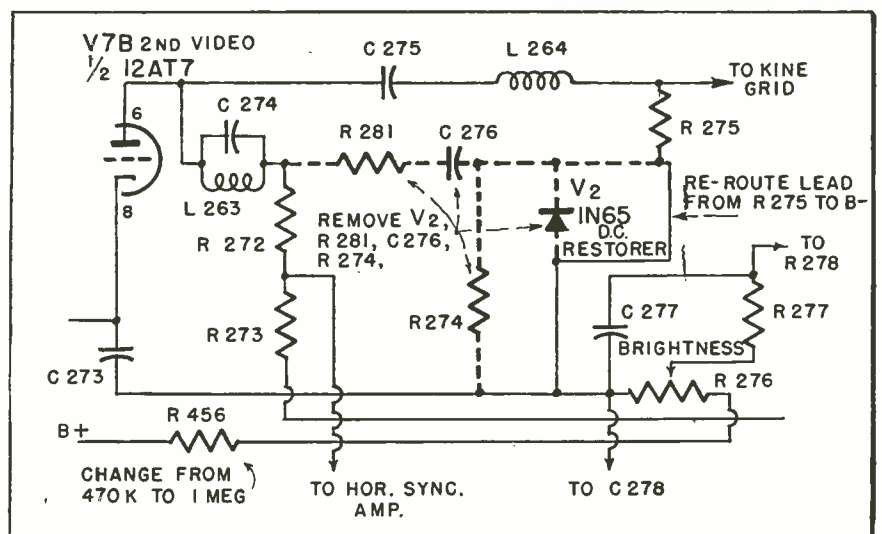 V7B 2ND VIDEO
1/2 12AT7
C 275
L 264
TO KINE
GRID
6
C 274
R 281
C 276
R 275
8
L 263
V2
1N65
D.C.
RESTORER
RE-ROUTE LEAD
FROM R 275 TO B-
REMOVE V2,
R 281, C276,
R 274,
R 272
TO
R 278
R 273
R 274
C 277
R 277
BRIGHTNESS
C 273
R 276
R 456
B+
CHANGE FROM
470K TO 1 MEG
TO HOR. SYNC.
AMP.
TO C 278